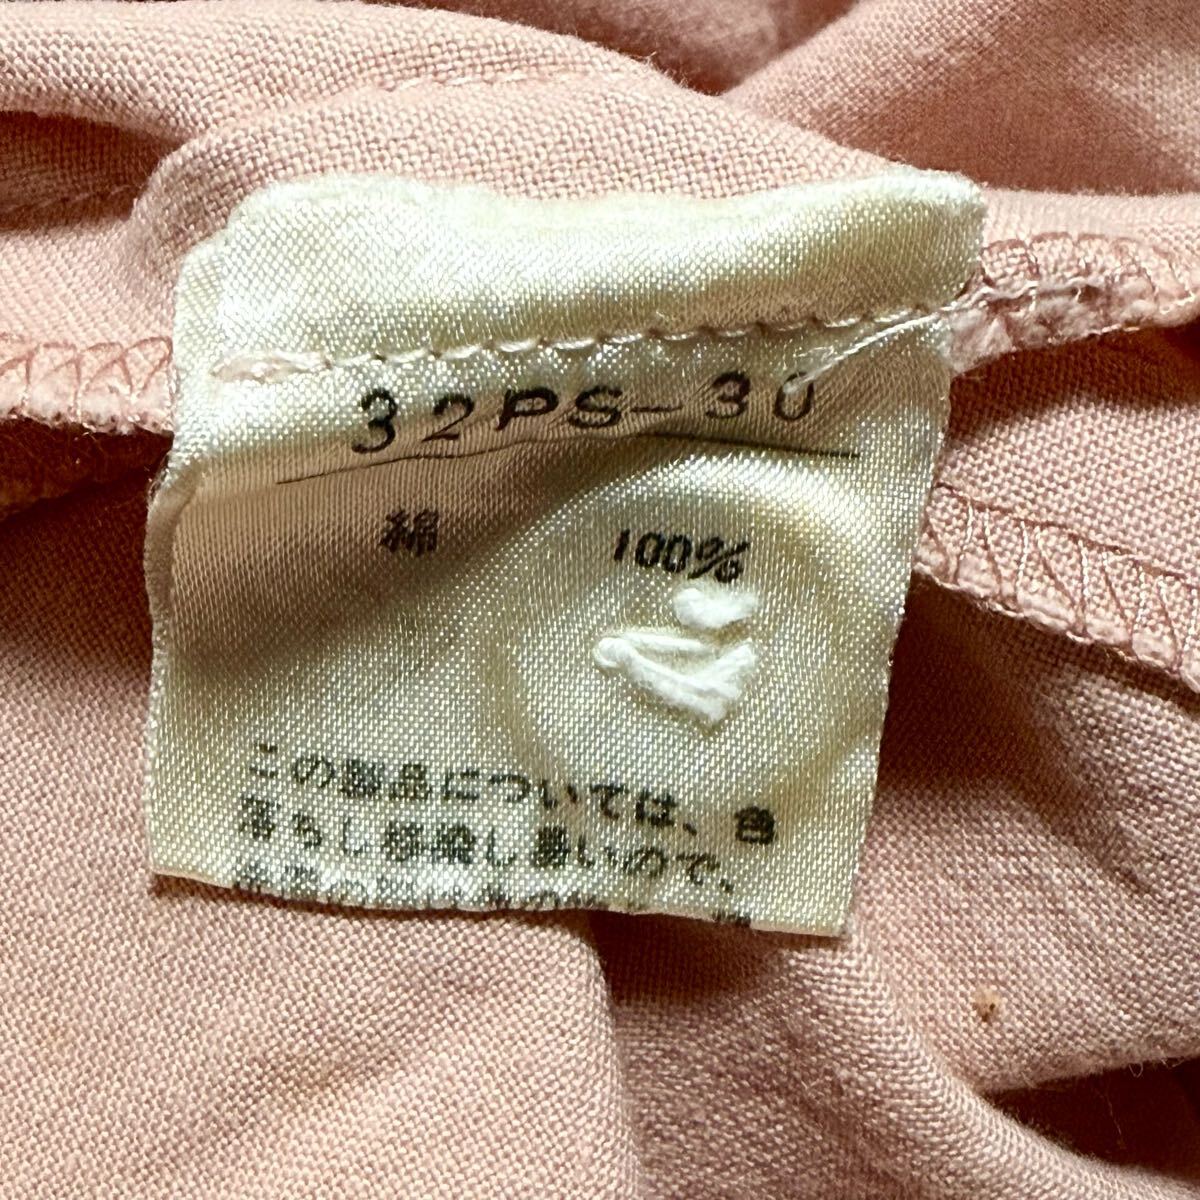 32PS-30
綿 100%
この製品については、色
落ちし移染し易いので、